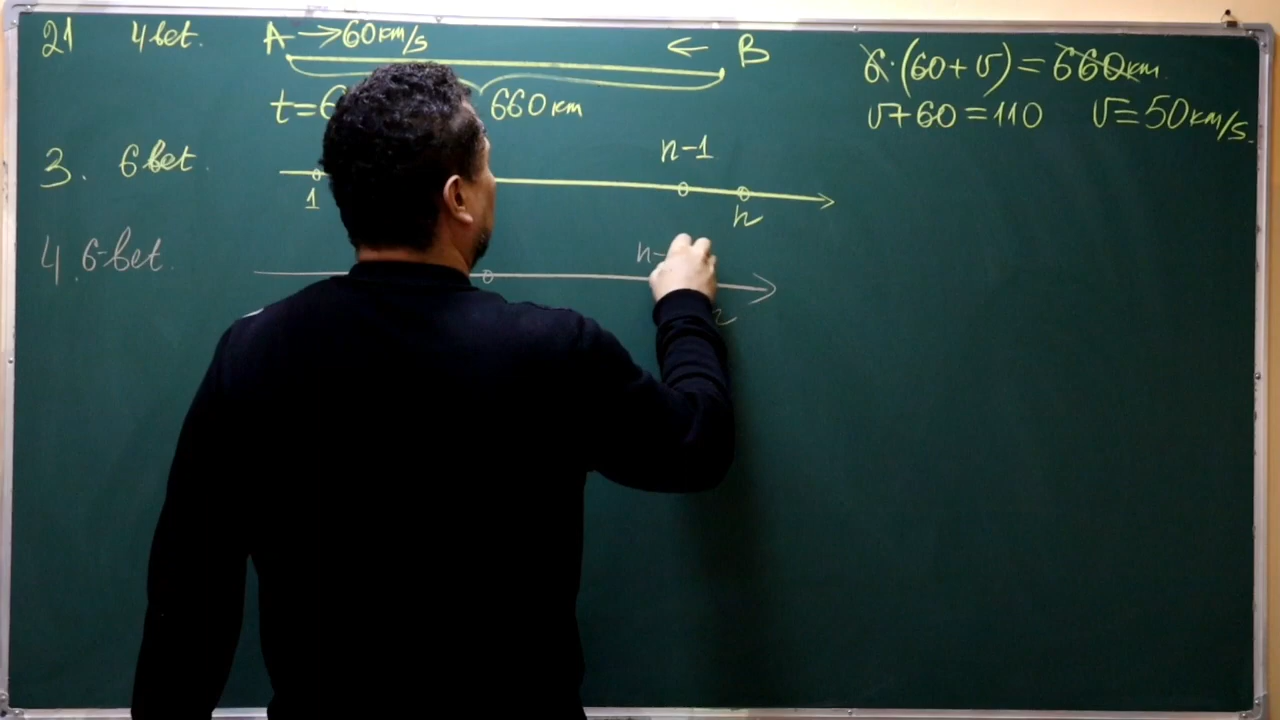 21 4 bet. A → 60 km/s ← B
6·(60+v)=660 km.
t=6 660 km
v+60=110 v=50 km/s.
3. 6 bet. n-1
1 n
4. 6-bet. n-